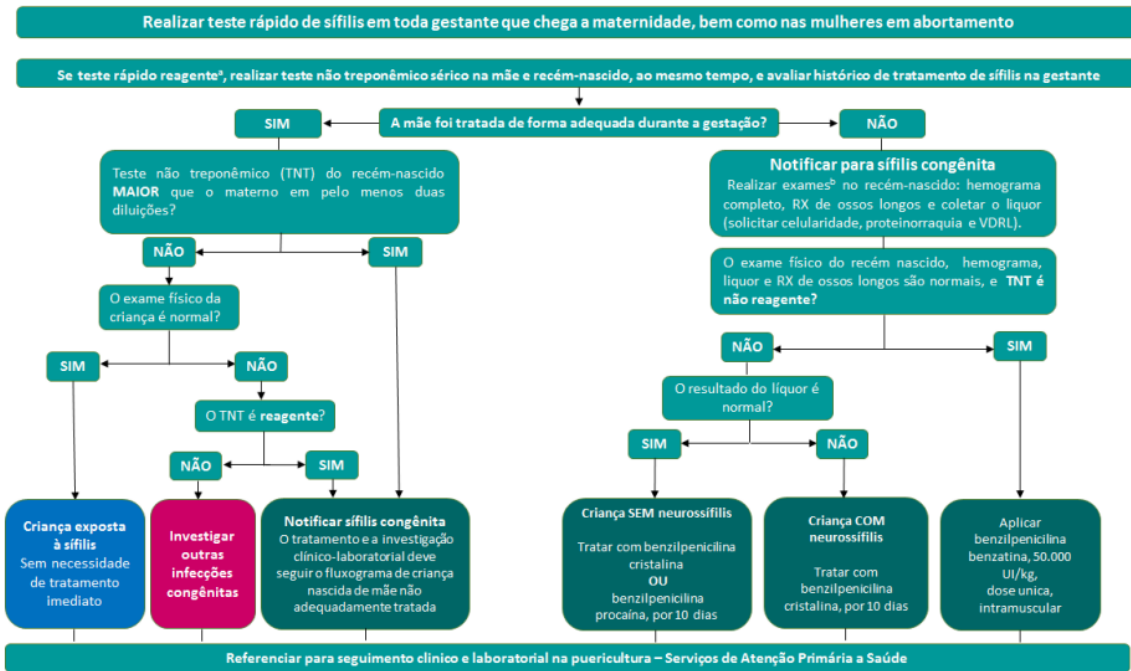 Realizar teste rápido de sífilis em toda gestante que chega a maternidade, bem como nas mulheres em abortamento
Se teste rápido reagenteª, realizar teste não treponêmico sérico na mãe e recém-nascido, ao mesmo tempo, e avaliar histórico de tratamento de sífilis na gestante
A mãe foi tratada de forma adequada durante a gestação?
SIM
NÃO
Teste não treponêmico (TNT) do recém-nascido
MAIOR que o materno em pelo menos duas
diluições?
NÃO
SIM
O exame físico da
criança é normal?
SIM
NÃO
O TNT é reagente?
NÃO
SIM
Criança exposta
à sífilis
Sem necessidade
de tratamento
imediato
Investigar
outras
infecções
congênitas
Notificar sífilis congênita
O tratamento e a investigação
clínico-laboratorial deve
seguir o fluxograma de criança
nascida de mãe não
adequadamente tratada
Notificar para sífilis congênita
Realizar examesᵇ no recém-nascido: hemograma
completo, RX de ossos longos e coletar o liquor
(solicitar celularidade, proteinorraquia e VDRL).
O exame físico do recém nascido, hemograma,
liquor e RX de ossos longos são normais, e TNT é
não reagente?
NÃO
SIM
O resultado do líquor é
normal?
SIM
NÃO
Criança SEM neurossífilis
Tratar com benzilpenicilina
cristalina
OU
benzilpenicilina
procaína, por 10 dias
Criança COM
neurossífilis
Tratar com
benzilpenicilina
cristalina, por 10 dias
Aplicar
benzilpenicilina
benzatina, 50.000
UI/kg,
dose unica,
intramuscular
Referenciar para seguimento clinico e laboratorial na puericultura – Serviços de Atenção Primária a Saúde